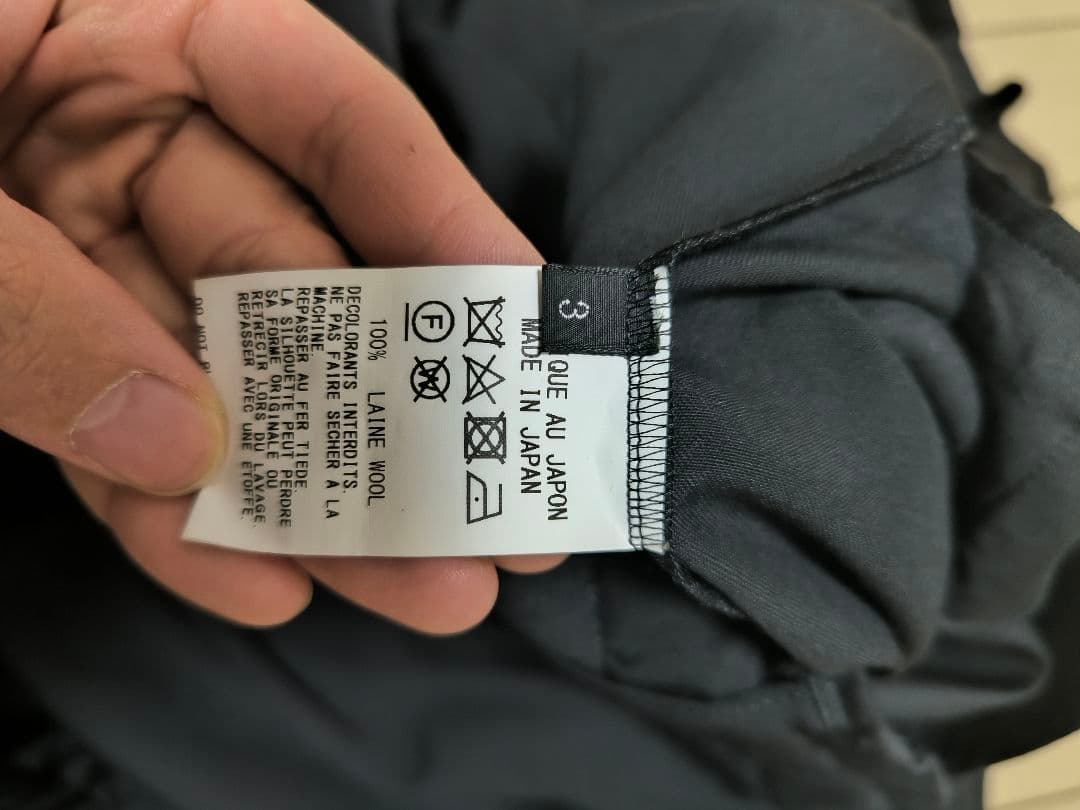 3
QUE AU JAPON
MADE IN JAPAN
F
W
100% LAINE WOOL
DECOLORANTS INTERDITS.
NE PAS FAIRE SECHER À LA
MACHINE.
REPASSER AU FER TIEDE.
LA SILHOUETTE PEUT PERDRE
SA FORME ORIGINALE OU
RETRECIR LORS DU LAVAGE.
REPASSER AVEC UNE ETOFFE.
DO NOT